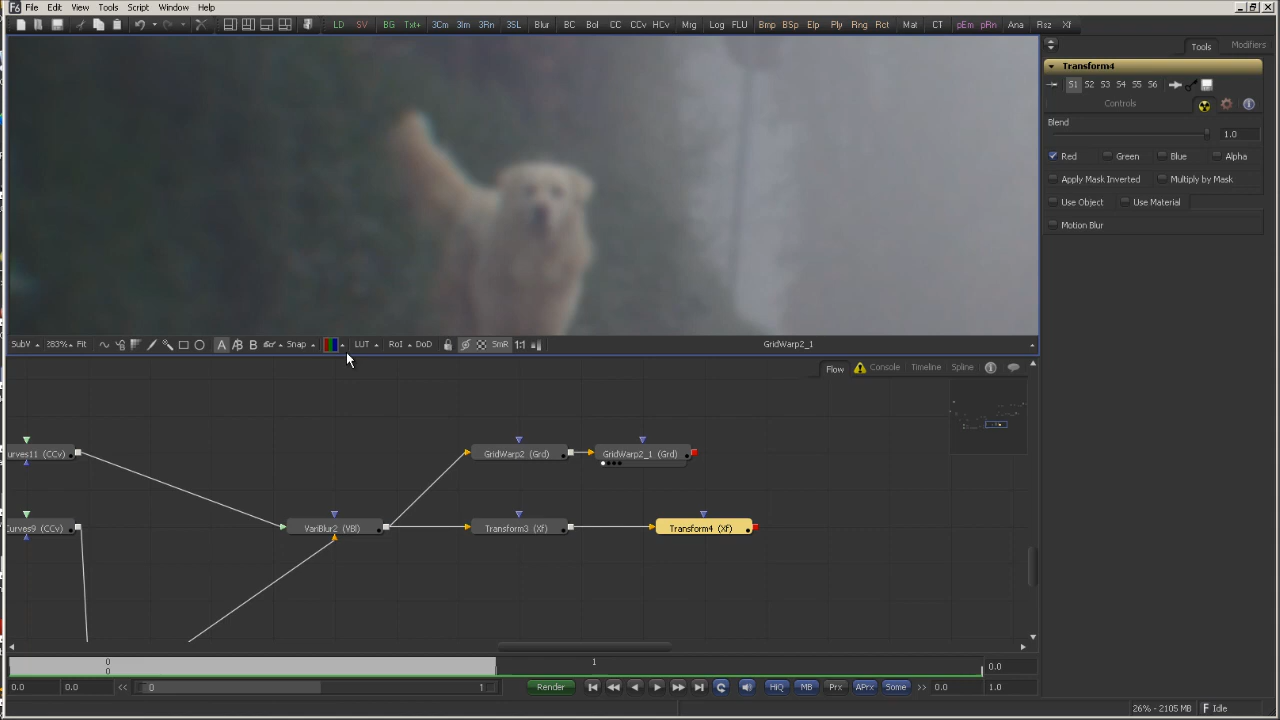 F6 File Edit View Tools Script Window Help
LD SV BG Txt+ 3Cm 3Im 3Rn 3SL Blur BC Bol CC CCv HCv Mrg Log FLU Bmp BSp Elp Ply Rng Rct Mat CT pEm pRn Ana Rsz Xf
Tools Modifiers
Transform4
S1 S2 S3 S4 S5 S6
Controls
Blend
1.0
Red Green Blue Alpha
Apply Mask Inverted Multiply by Mask
Use Object Use Material
Motion Blur
SubV 283% Fit A B Snap LUT RoI DoD SmR 1:1 GridWarp2_1
Flow Console Timeline Spline
urves11 (CCv) GridWarp2 (Grd) GridWarp2_1 (Grd)
urves9 (CCv) VariBlur2 (VBl) Transform3 (Xf) Transform4 (Xf)
0 1 0.0
0
0.0 0.0 << 0 1 Render HiQ MB Prx APrx Some >> 0.0 1.0
26% - 2105 MB F Idle